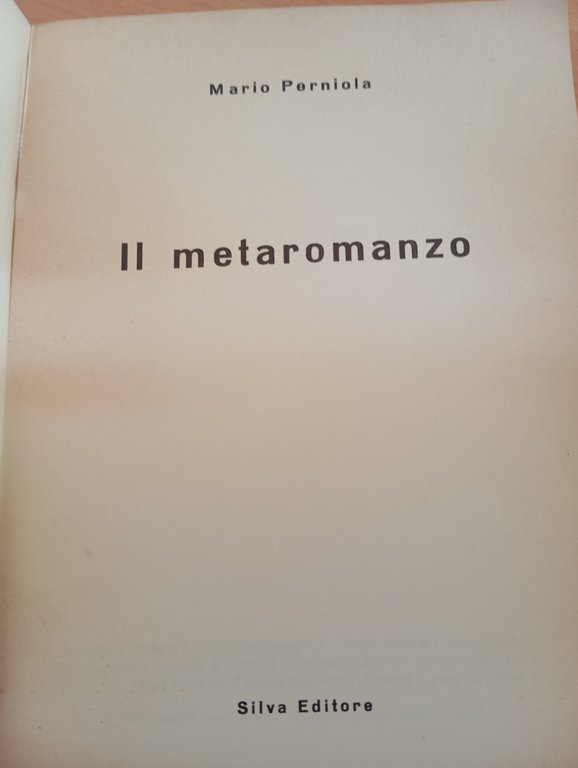 Mario Perniola
Il metaromanzo
Silva Editore